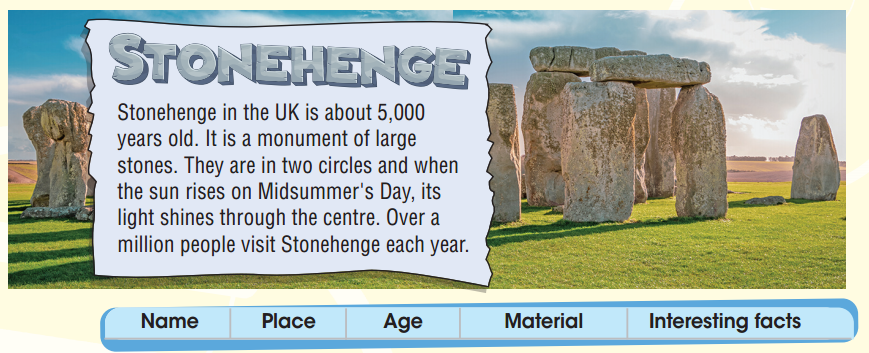 STONEHENGE
Stonehenge in the UK is about 5,000
years old. It is a monument of large
stones. They are in two circles and when
the sun rises on Midsummer's Day, its
light shines through the centre. Over a
million people visit Stonehenge each year.
Name Place Age Material Interesting facts